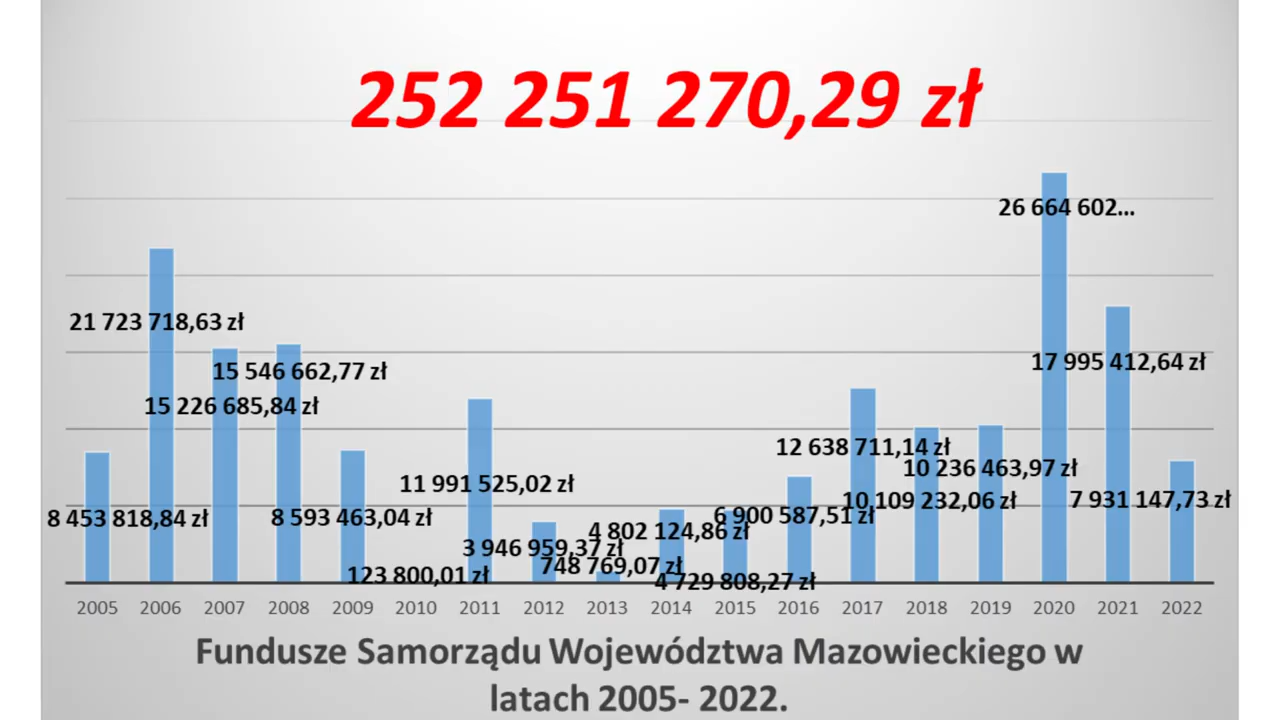 252 251 270,29 zł
26 664 602...
21 723 718,63 zł
17 995 412,64 zł
15 546 662,77 zł
15 226 685,84 zł
12 638 711,14 zł
10 236 463,97 zł
11 991 525,02 zł
10 109 232,06 zł
7 931 147,73 zł
8 453 818,84 zł
8 593 463,04 zł
6 900 587,51 zł
4 802 124,86 zł
3 946 959,37 zł
748 769,07 zł
123 800,01 zł
4 729 808,27 zł
2005 2006 2007 2008 2009 2010 2011 2012 2013 2014 2015 2016 2017 2018 2019 2020 2021 2022
Fundusze Samorządu Województwa Mazowieckiego w
latach 2005- 2022.